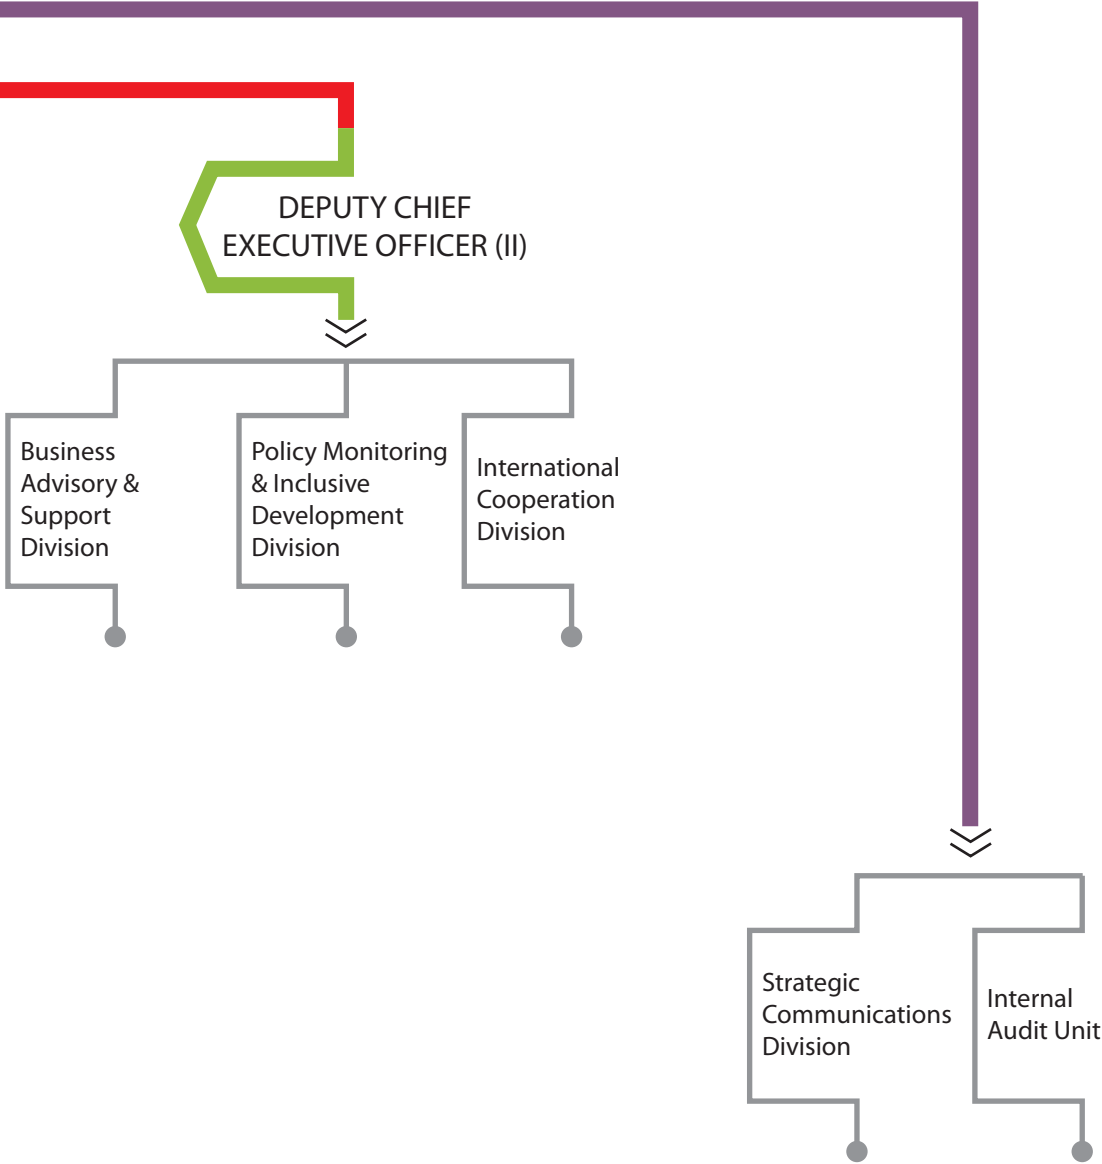 DEPUTY CHIEF
EXECUTIVE OFFICER (II)
Business
Advisory &
Support
Division
Policy Monitoring
& Inclusive
Development
Division
International
Cooperation
Division
Strategic
Communications
Division
Internal
Audit Unit